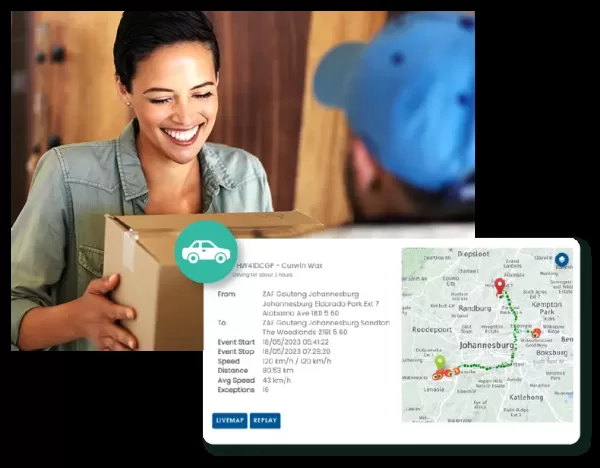 HW41DCGP - Curwin Wax
Driving for about 2 hours
From ZAF Gauteng Johannesburg
Johannesburg Eldorado Park Ext 7
Alabama Ave 1811 5 60
To ZAF Gauteng Johannesburg Sandton
The Woodlands 2191 5 60
Event Start 18/05/2023 05:41:22
Event Stop 18/05/2023 07:28:20
Speed 120 km/h / 120 km/h
Distance 80.53 km
Avg Speed 43 km/h
Exceptions 16
LIVEMAP REPLAY
Diepsloot
Randburg
Kempton
Park
Roodepoort
Johannesburg
Boksburg
Lenasia
Katlehong